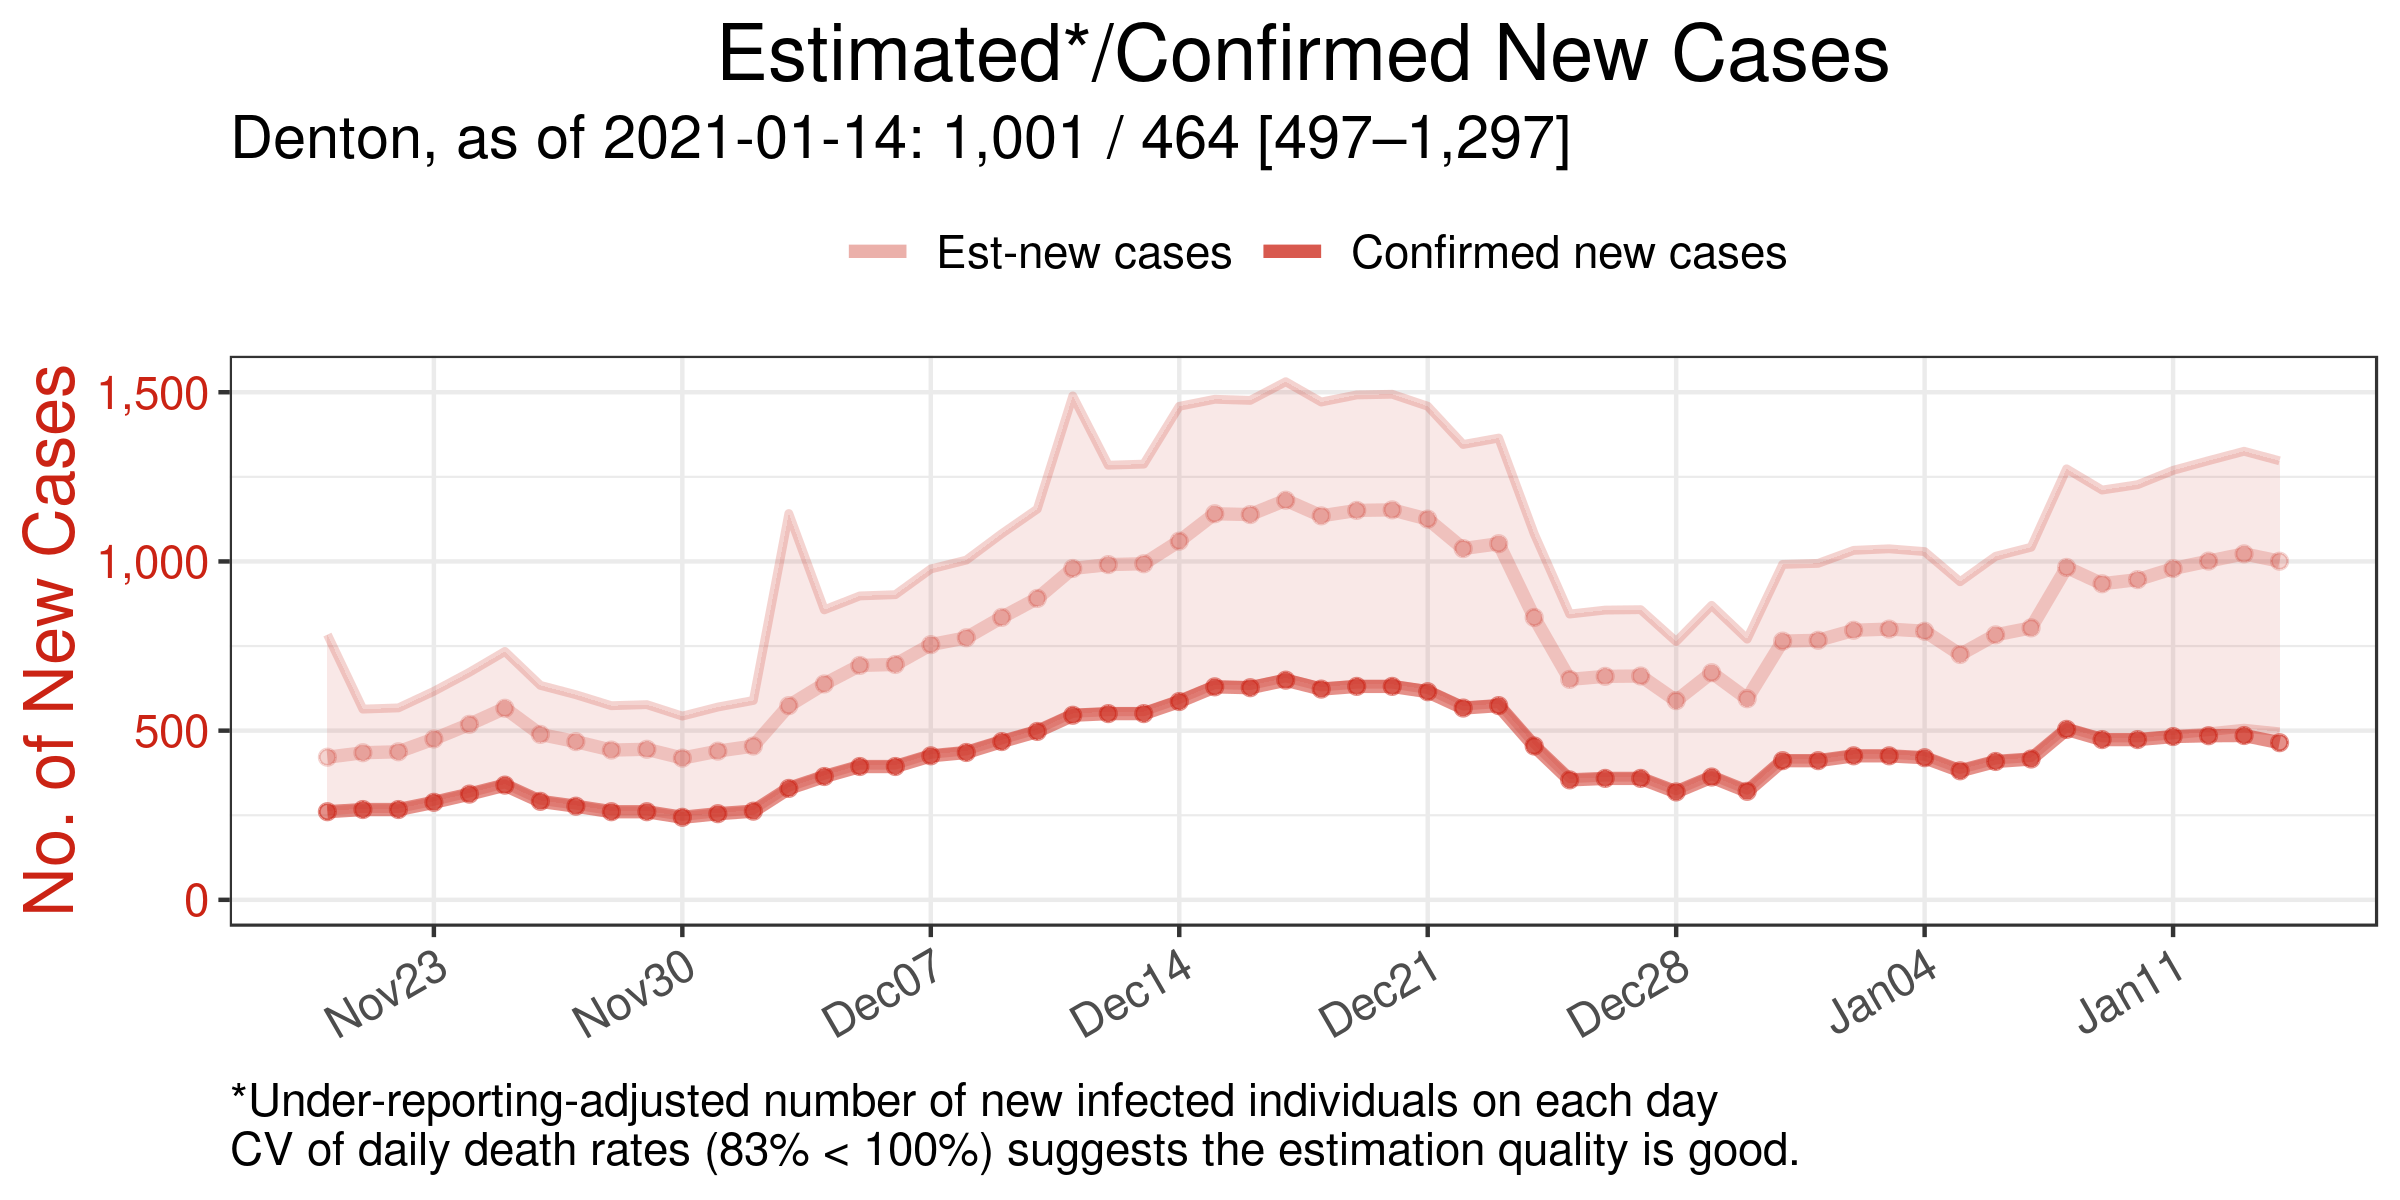 Estimated*/Confirmed New Cases
Denton, as of 2021-01-14: 1,001 / 464 [497–1,297]
Est-new cases
Confirmed new cases
No. of New Cases
1,500
1,000
500
0
Nov23
Nov30
Dec07
Dec14
Dec21
Dec28
Jan04
Jan11
*Under-reporting-adjusted number of new infected individuals on each day
CV of daily death rates (83% < 100%) suggests the estimation quality is good.